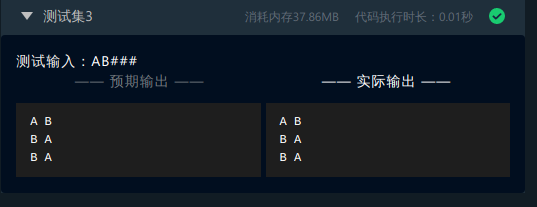 测试集3 消耗内存37.86MB 代码执行时长：0.01秒
测试输入：AB###
—— 预期输出 —— —— 实际输出 ——
A B A B
B A B A
B A B A